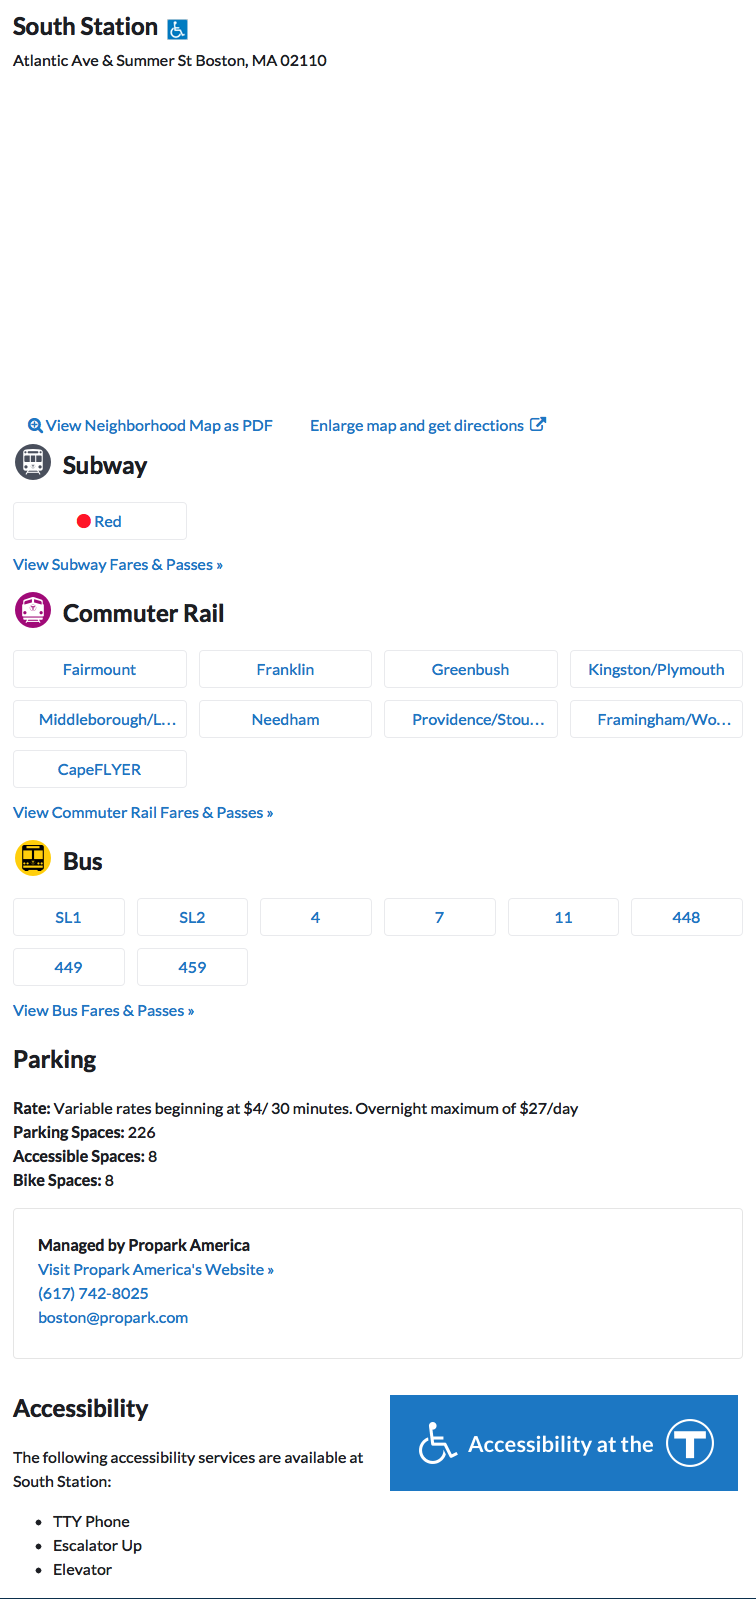 South Station
Atlantic Ave & Summer St Boston, MA 02110
View Neighborhood Map as PDF Enlarge map and get directions
Subway
Red
View Subway Fares & Passes »
Commuter Rail
Fairmount Franklin Greenbush Kingston/Plymouth
Middleborough/L... Needham Providence/Stou... Framingham/Wo...
CapeFLYER
View Commuter Rail Fares & Passes »
Bus
SL1 SL2 4 7 11 448
449 459
View Bus Fares & Passes »
Parking
Rate: Variable rates beginning at $4/ 30 minutes. Overnight maximum of $27/day
Parking Spaces: 226
Accessible Spaces: 8
Bike Spaces: 8
Managed by Propark America
Visit Propark America's Website »
(617) 742-8025
boston@propark.com
Accessibility
Accessibility at the T
The following accessibility services are available at
South Station:
• TTY Phone
• Escalator Up
• Elevator